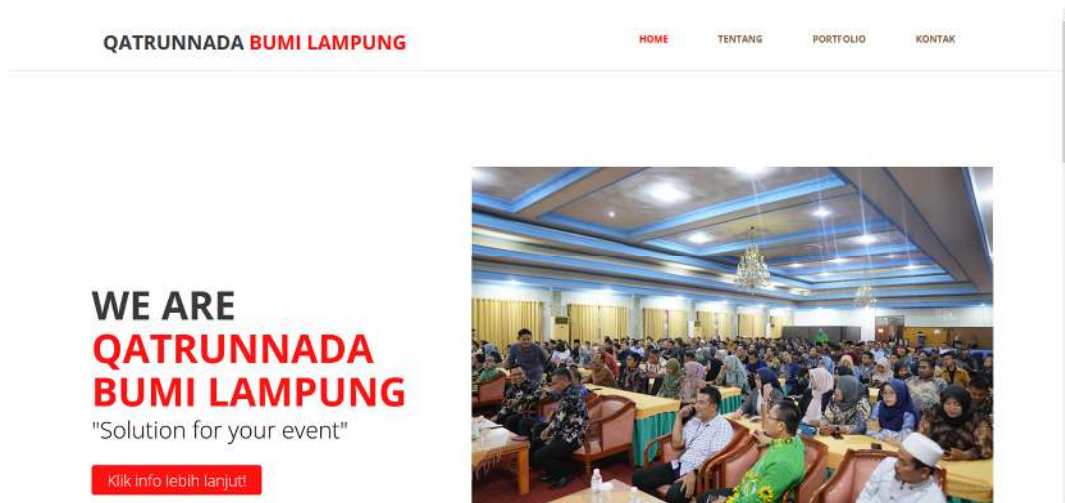 QATRUNNADA BUMI LAMPUNG
HOME TENTANG PORTFOLIO KONTAK
WE ARE
QATRUNNADA
BUMI LAMPUNG
"Solution for your event"
Klik info lebih lanjut!